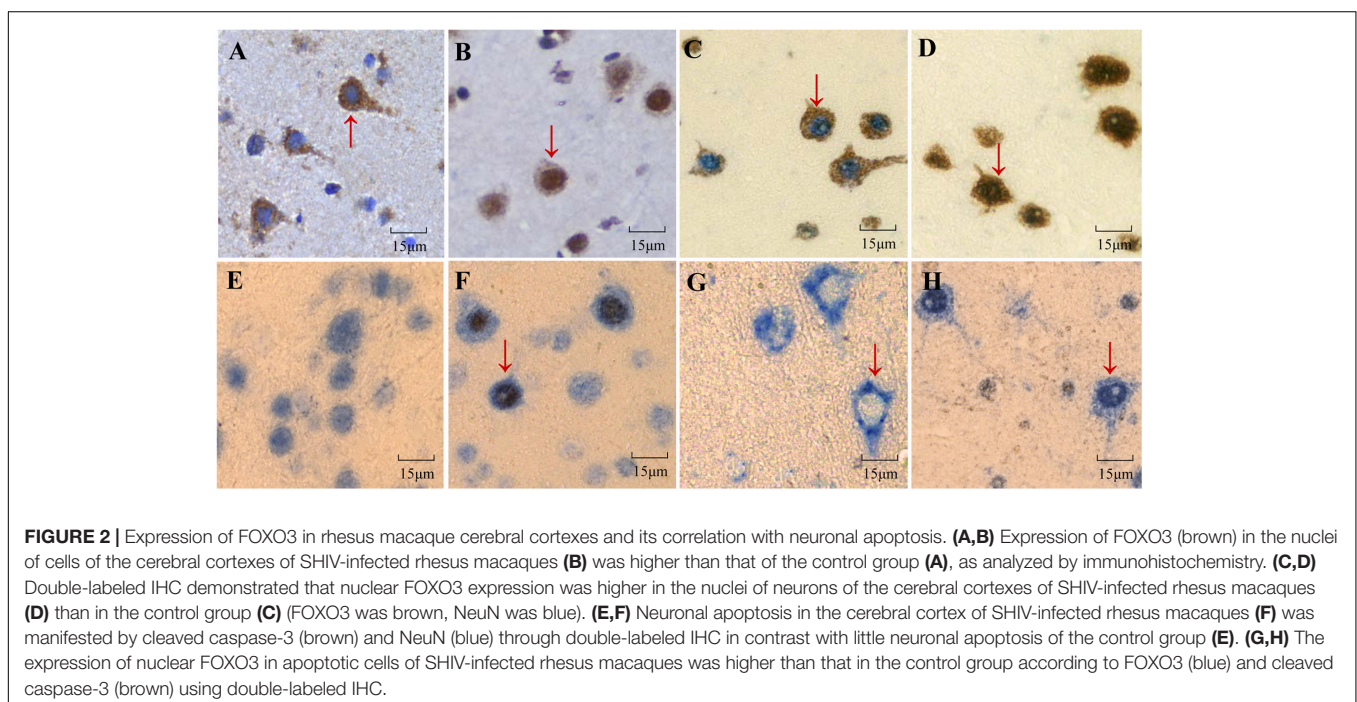 A B C D
15µm 15µm 15µm 15µm
E F G H
15µm 15µm 15µm 15µm
FIGURE 2 | Expression of FOXO3 in rhesus macaque cerebral cortexes and its correlation with neuronal apoptosis. (A,B) Expression of FOXO3 (brown) in the nuclei
of cells of the cerebral cortexes of SHIV-infected rhesus macaques (B) was higher than that of the control group (A), as analyzed by immunohistochemistry. (C,D)
Double-labeled IHC demonstrated that nuclear FOXO3 expression was higher in the nuclei of neurons of the cerebral cortexes of SHIV-infected rhesus macaques
(D) than in the control group (C) (FOXO3 was brown, NeuN was blue). (E,F) Neuronal apoptosis in the cerebral cortex of SHIV-infected rhesus macaques (F) was
manifested by cleaved caspase-3 (brown) and NeuN (blue) through double-labeled IHC in contrast with little neuronal apoptosis of the control group (E). (G,H) The
expression of nuclear FOXO3 in apoptotic cells of SHIV-infected rhesus macaques was higher than that in the control group according to FOXO3 (blue) and cleaved
caspase-3 (brown) using double-labeled IHC.